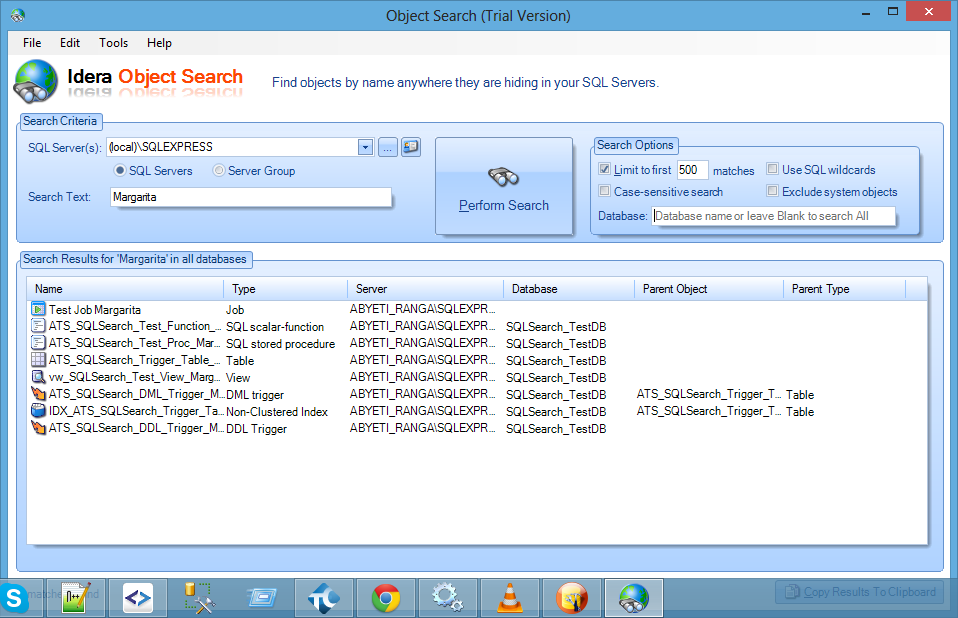 Object Search (Trial Version)
File Edit Tools Help
Idera Object Search
Find objects by name anywhere they are hiding in your SQL Servers.
Search Criteria
SQL Server(s): (local)\SQLEXPRESS ...
SQL Servers Server Group
Search Text: Margarita
Perform Search
Search Options
Limit to first 500 matches Use SQL wildcards
Case-sensitive search Exclude system objects
Database: Database name or leave Blank to search All
Search Results for 'Margarita' in all databases
Name Type Server Database Parent Object Parent Type
Test Job Margarita Job ABYETI_RANGA\SQLEXPR...
ATS_SQLSearch_Test_Function_... SQL scalar-function ABYETI_RANGA\SQLEXPR... SQLSearch_TestDB
ATS_SQLSearch_Test_Proc_Mar... SQL stored procedure ABYETI_RANGA\SQLEXPR... SQLSearch_TestDB
ATS_SQLSearch_Trigger_Table_... Table ABYETI_RANGA\SQLEXPR... SQLSearch_TestDB
vw_SQLSearch_Test_View_Marg... View ABYETI_RANGA\SQLEXPR... SQLSearch_TestDB
ATS_SQLSearch_DML_Trigger_M... DML trigger ABYETI_RANGA\SQLEXPR... SQLSearch_TestDB ATS_SQLSearch_Trigger_T... Table
IDX_ATS_SQLSearch_Trigger_Ta... Non-Clustered Index ABYETI_RANGA\SQLEXPR... SQLSearch_TestDB ATS_SQLSearch_Trigger_T... Table
ATS_SQLSearch_DDL_Trigger_M... DDL Trigger ABYETI_RANGA\SQLEXPR... SQLSearch_TestDB
Copy Results To Clipboard